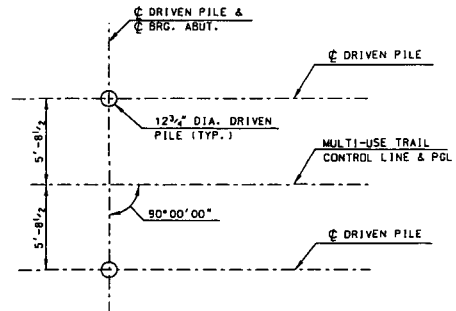 ℄ DRIVEN PILE &
℄ BRG. ABUT.
℄ DRIVEN PILE
12¾" DIA. DRIVEN
PILE (TYP.)
5'-8½
MULTI-USE TRAIL
CONTROL LINE & PGL
90°00'00"
5'-8½
℄ DRIVEN PILE